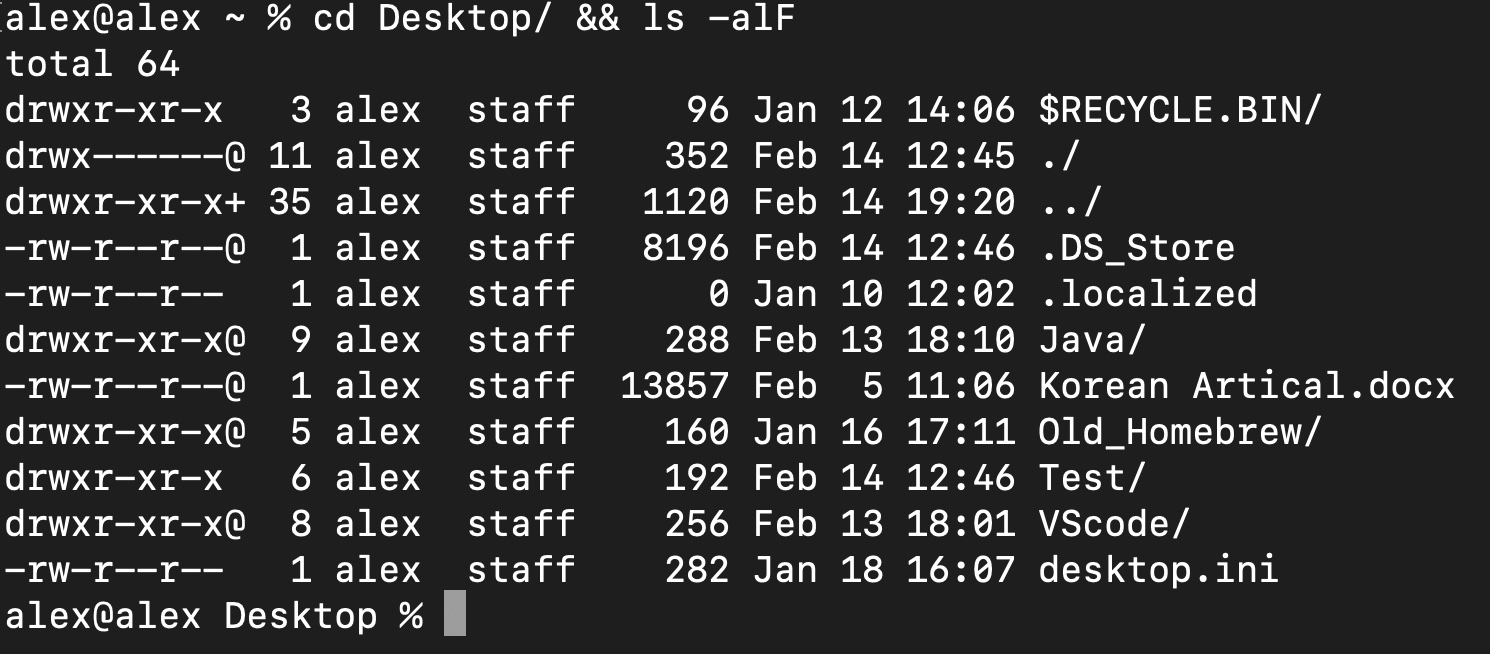 alex@alex ~ % cd Desktop/ && ls -alF
total 64
drwxr-xr-x   3 alex  staff     96 Jan 12 14:06 $RECYCLE.BIN/
drwx------@ 11 alex  staff    352 Feb 14 12:45 ./
drwxr-xr-x+ 35 alex  staff   1120 Feb 14 19:20 ../
-rw-r--r--@  1 alex  staff   8196 Feb 14 12:46 .DS_Store
-rw-r--r--   1 alex  staff      0 Jan 10 12:02 .localized
drwxr-xr-x@  9 alex  staff    288 Feb 13 18:10 Java/
-rw-r--r--@  1 alex  staff  13857 Feb  5 11:06 Korean Artical.docx
drwxr-xr-x@  5 alex  staff    160 Jan 16 17:11 Old_Homebrew/
drwxr-xr-x   6 alex  staff    192 Feb 14 12:46 Test/
drwxr-xr-x@  8 alex  staff    256 Feb 13 18:01 VScode/
-rw-r--r--   1 alex  staff    282 Jan 18 16:07 desktop.ini
alex@alex Desktop %